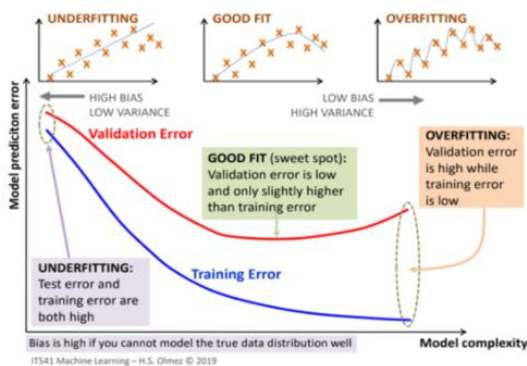 UNDERFITTING
GOOD FIT
OVERFITTING
HIGH BIAS
LOW VARIANCE
LOW BIAS
HIGH VARIANCE
Model prediciton error
Validation Error
GOOD FIT (sweet spot):
Validation error is low
and only slightly higher
than training error
OVERFITTING:
Validation error
is high while
training error
is low
UNDERFITTING:
Test error and
training error are
both high
Training Error
Bias is high if you cannot model the true data distribution well
Model complexity
IT541 Machine Learning – H.S. Olmez © 2019